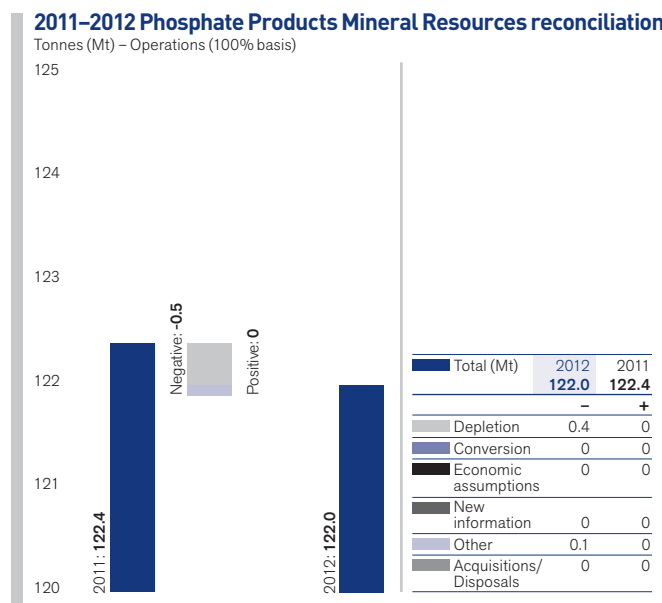 2011–2012 Phosphate Products Mineral Resources reconciliation
Tonnes (Mt) – Operations (100% basis)
125
124
123
122
121
120
2011: 122.4
Negative: -0.5
Positive: 0
2012: 122.0
Total (Mt) 2012 2011
122.0 122.4
– +
Depletion 0.4 0
Conversion 0 0
Economic 0 0
assumptions
New
information 0 0
Other 0.1 0
Acquisitions/ 0 0
Disposals